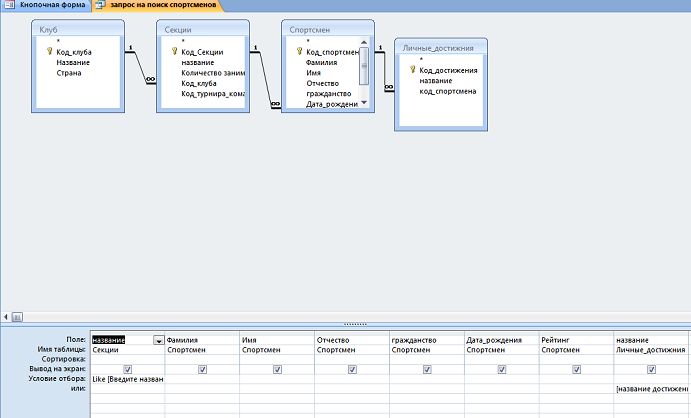 Кнопочная форма
запрос на поиск спортсменов
Клуб
*
Код_клуба
Название
Страна
1
∞
Секции
*
Код_Секции
название
Количество заним
Код_клуба
Код_турнира_кома
1
∞
Спортсмен
*
Код_спортсмен
Фамилия
Имя
Отчество
гражданство
Дата_рождени
1
∞
Личные_достижния
*
Код_достижения
название
код_спортсмена
Поле: название Фамилия Имя Отчество гражданство Дата_рождения Рейтинг название
Имя таблицы: Секции Спортсмен Спортсмен Спортсмен Спортсмен Спортсмен Спортсмен Личные_достижния
Сортировка:
Вывод на экран:
Условие отбора: Like [Введите назван
или: [название достижен